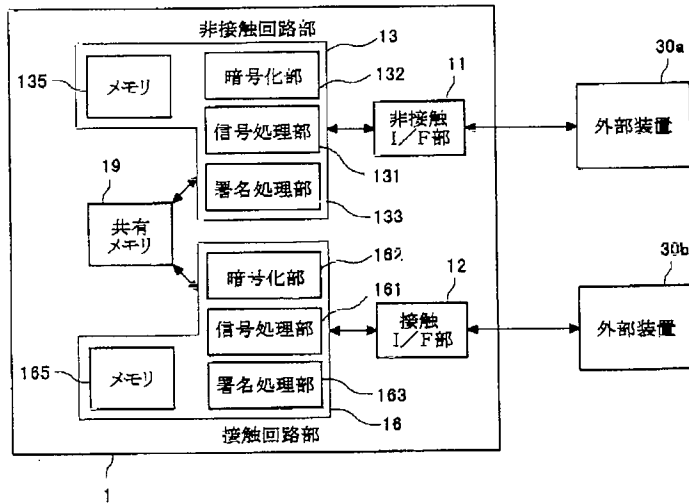 非接触回路部
13
暗号化部
132
135
メモリ
11
30a
信号処理部
131
非接触
I/F部
外部装置
署名処理部
133
19
共有
メモリ
162
暗号化部
161
信号処理部
12
30b
接触
I/F部
外部装置
165
メモリ
署名処理部
163
16
接触回路部
1